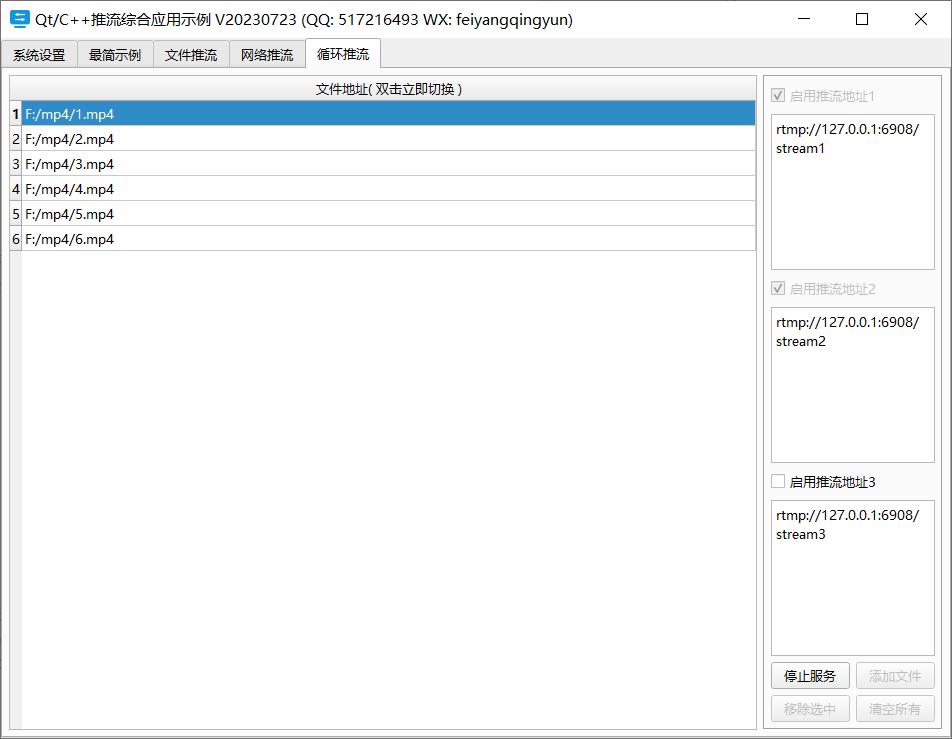 Qt/C++推流综合应用示例 V20230723 (QQ: 517216493 WX: feiyangqingyun)
系统设置 最简示例 文件推流 网络推流 循环推流
文件地址( 双击立即切换 )
1 F:/mp4/1.mp4
2 F:/mp4/2.mp4
3 F:/mp4/3.mp4
4 F:/mp4/4.mp4
5 F:/mp4/5.mp4
6 F:/mp4/6.mp4
启用推流地址1
rtmp://127.0.0.1:6908/
stream1
启用推流地址2
rtmp://127.0.0.1:6908/
stream2
启用推流地址3
rtmp://127.0.0.1:6908/
stream3
停止服务 添加文件
移除选中 清空所有